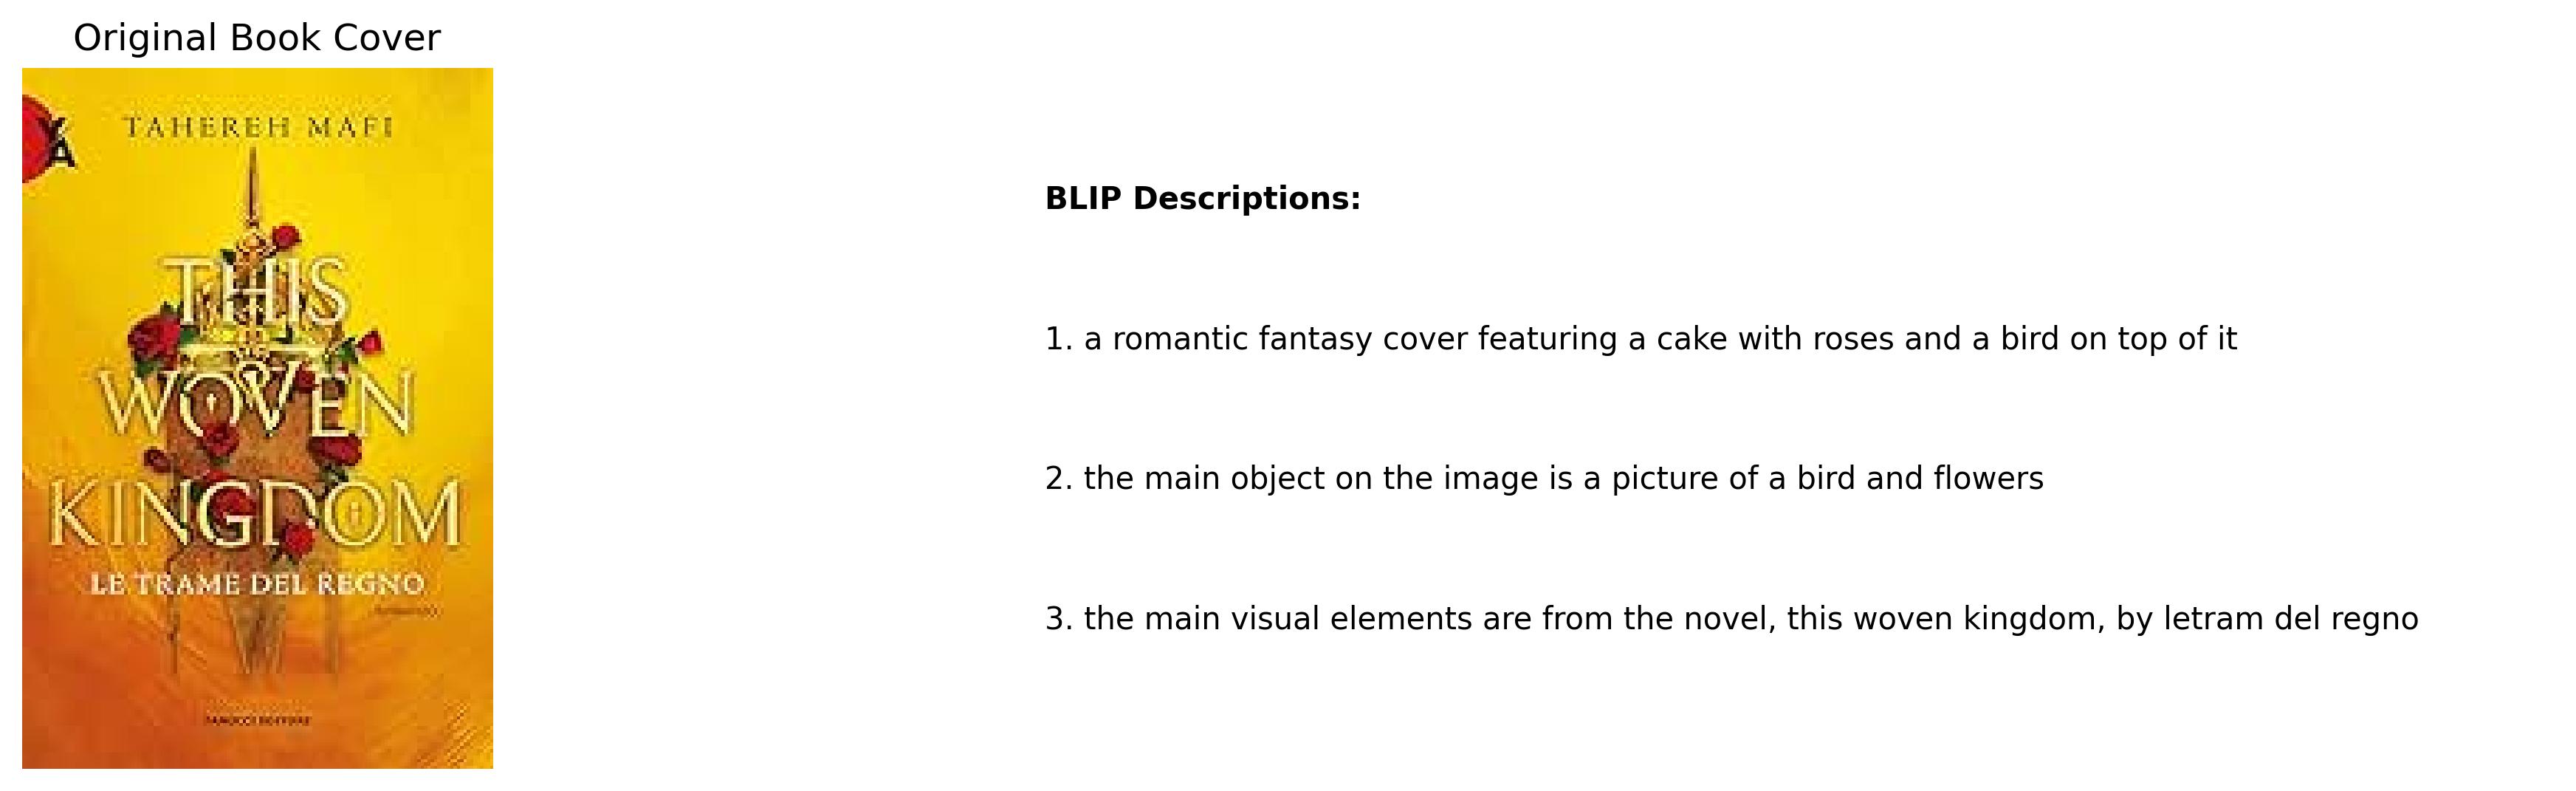 Original Book Cover
YA
TAHEREH MAFI
THIS
WOVEN
KINGDOM
LE TRAME DEL REGNO
FANUCCI EDITORE
BLIP Descriptions:
1. a romantic fantasy cover featuring a cake with roses and a bird on top of it
2. the main object on the image is a picture of a bird and flowers
3. the main visual elements are from the novel, this woven kingdom, by letram del regno